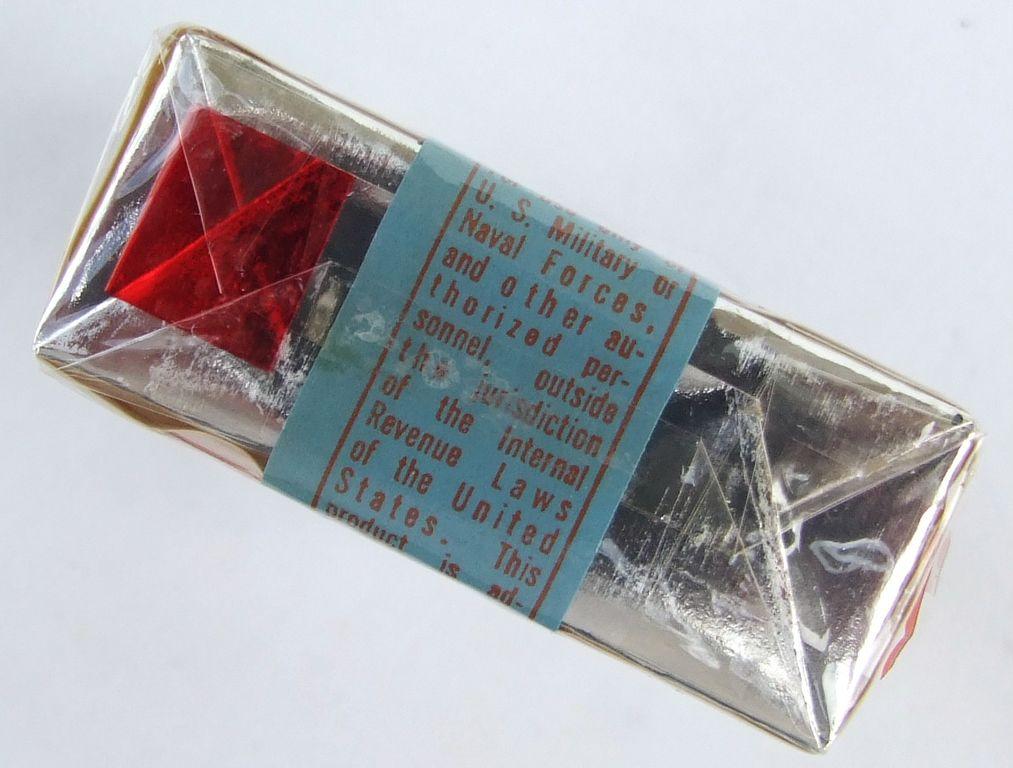 U. S. Military or
Naval Forces,
and other au-
thorized per-
sonnel, outside
the jurisdiction
of the Internal
Revenue Laws
of the United
States. This
product is ad-